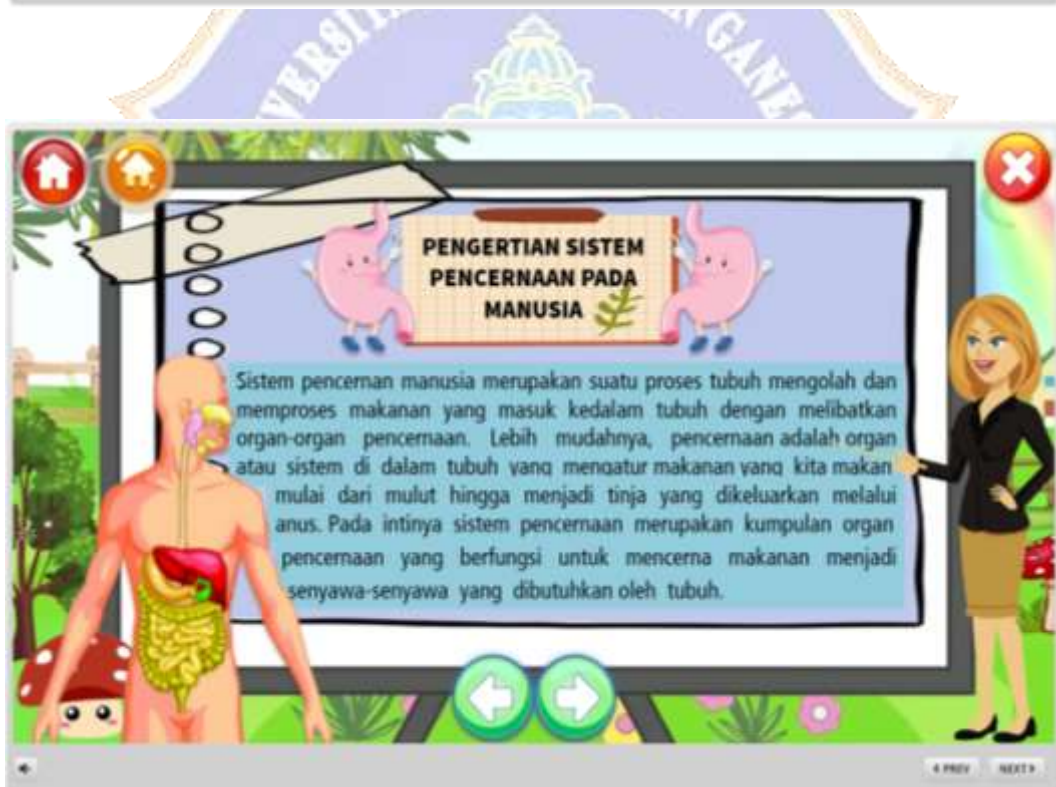 PENGERTIAN SISTEM
PENCERNAAN PADA
MANUSIA
Sistem pencernan manusia merupakan suatu proses tubuh mengolah dan
memproses makanan yang masuk kedalam tubuh dengan melibatkan
organ-organ pencernaan. Lebih mudahnya, pencernaan adalah organ
atau sistem di dalam tubuh yang mengatur makanan yang kita makan
mulai dari mulut hingga menjadi tinja yang dikeluarkan melalui
anus. Pada intinya sistem pencernaan merupakan kumpulan organ
pencernaan yang berfungsi untuk mencerna makanan menjadi
senyawa-senyawa yang dibutuhkan oleh tubuh.
PREV
NEXT